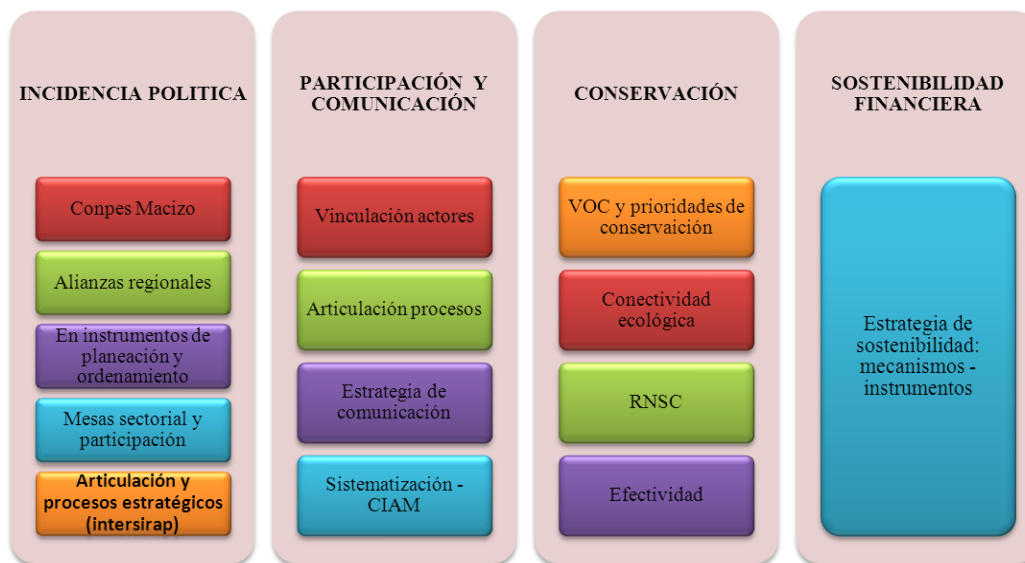 INCIDENCIA POLITICA
Conpes Macizo
Alianzas regionales
En instrumentos de
planeación y
ordenamiento
Mesas sectorial y
participación
Articulación y
procesos estratégicos
(intersirap)
PARTICIPACIÓN Y
COMUNICACIÓN
Vinculación actores
Articulación procesos
Estrategia de
comunicación
Sistematización -
CIAM
CONSERVACIÓN
VOC y prioridades de
conservaición
Conectividad
ecológica
RNSC
Efectividad
SOSTENIBILIDAD
FINANCIERA
Estrategia de
sostenibilidad:
mecanismos -
instrumentos